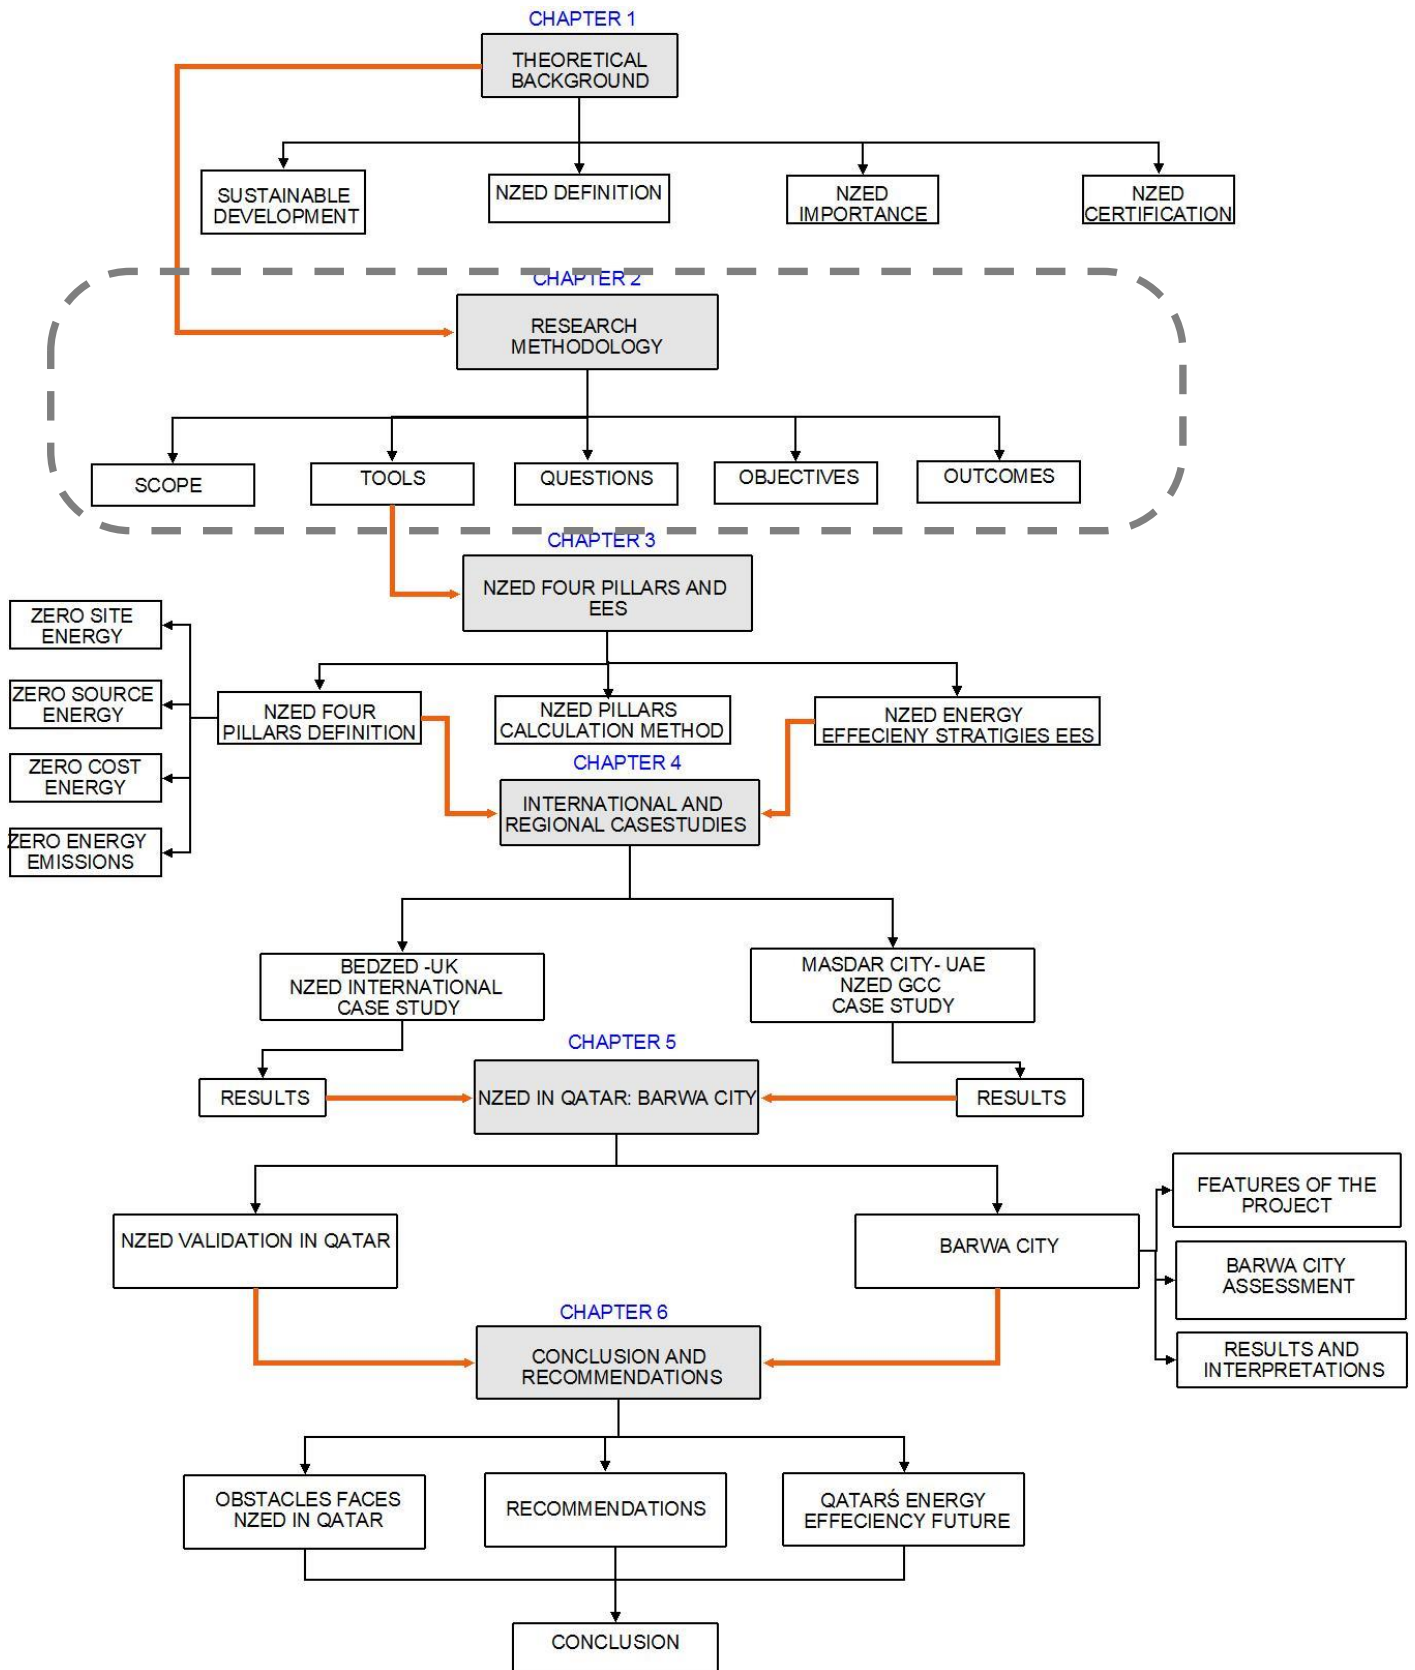 CHAPTER 1
THEORETICAL
BACKGROUND
SUSTAINABLE
DEVELOPMENT
NZED DEFINITION
NZED
IMPORTANCE
NZED
CERTIFICATION
CHAPTER 2
RESEARCH
METHODOLOGY
SCOPE
TOOLS
QUESTIONS
OBJECTIVES
OUTCOMES
CHAPTER 3
NZED FOUR PILLARS AND
EES
ZERO SITE
ENERGY
ZERO SOURCE
ENERGY
ZERO COST
ENERGY
ZERO ENERGY
EMISSIONS
NZED FOUR
PILLARS DEFINITION
NZED PILLARS
CALCULATION METHOD
NZED ENERGY
EFFECIENY STRATIGIES EES
CHAPTER 4
INTERNATIONAL AND
REGIONAL CASESTUDIES
BEDZED -UK
NZED INTERNATIONAL
CASE STUDY
MASDAR CITY- UAE
NZED GCC
CASE STUDY
CHAPTER 5
RESULTS
NZED IN QATAR: BARWA CITY
RESULTS
NZED VALIDATION IN QATAR
BARWA CITY
FEATURES OF THE
PROJECT
BARWA CITY
ASSESSMENT
RESULTS AND
INTERPRETATIONS
CHAPTER 6
CONCLUSION AND
RECOMMENDATIONS
OBSTACLES FACES
NZED IN QATAR
RECOMMENDATIONS
QATARŚ ENERGY
EFFECIENCY FUTURE
CONCLUSION